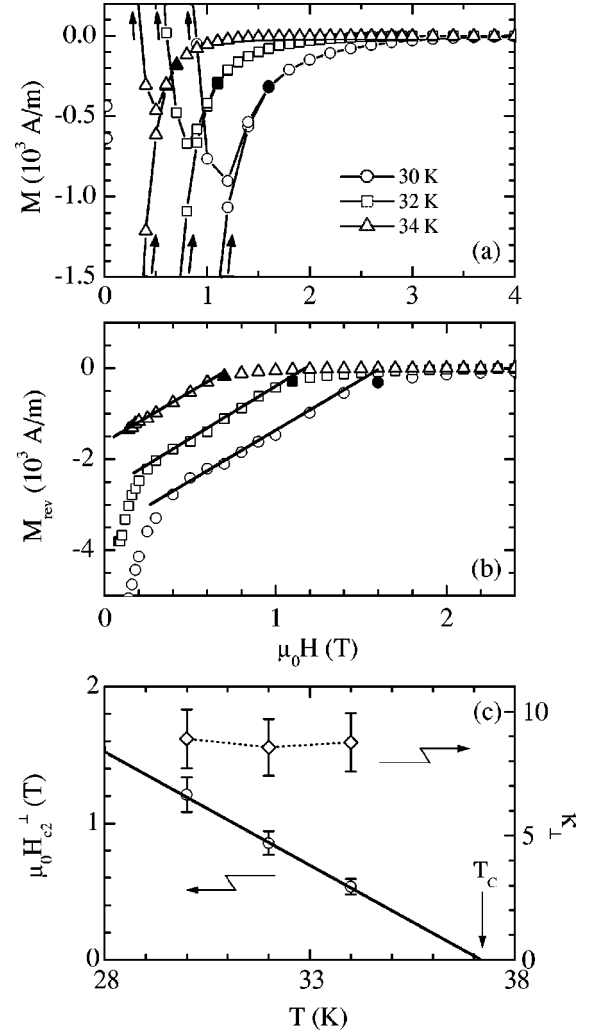 0.0
-0.5
-1.0
-1.5
M (10³ A/m)
30 K
32 K
34 K
(a)
0 1 2 3 4
0
-2
-4
M_rev (10³ A/m)
(b)
0 1 2
μ₀H (T)
2
1
0
μ₀H_c2^⊥ (T)
(c)
10
5
0
κ_⊥
T_C
28 33 38
T (K)